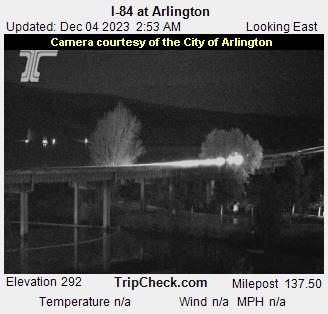 I-84 at Arlington
Updated: Dec 04 2023 2:53 AM Looking East
Camera courtesy of the City of Arlington
Elevation 292 TripCheck.com Milepost 137.50
Temperature n/a Wind n/a MPH n/a